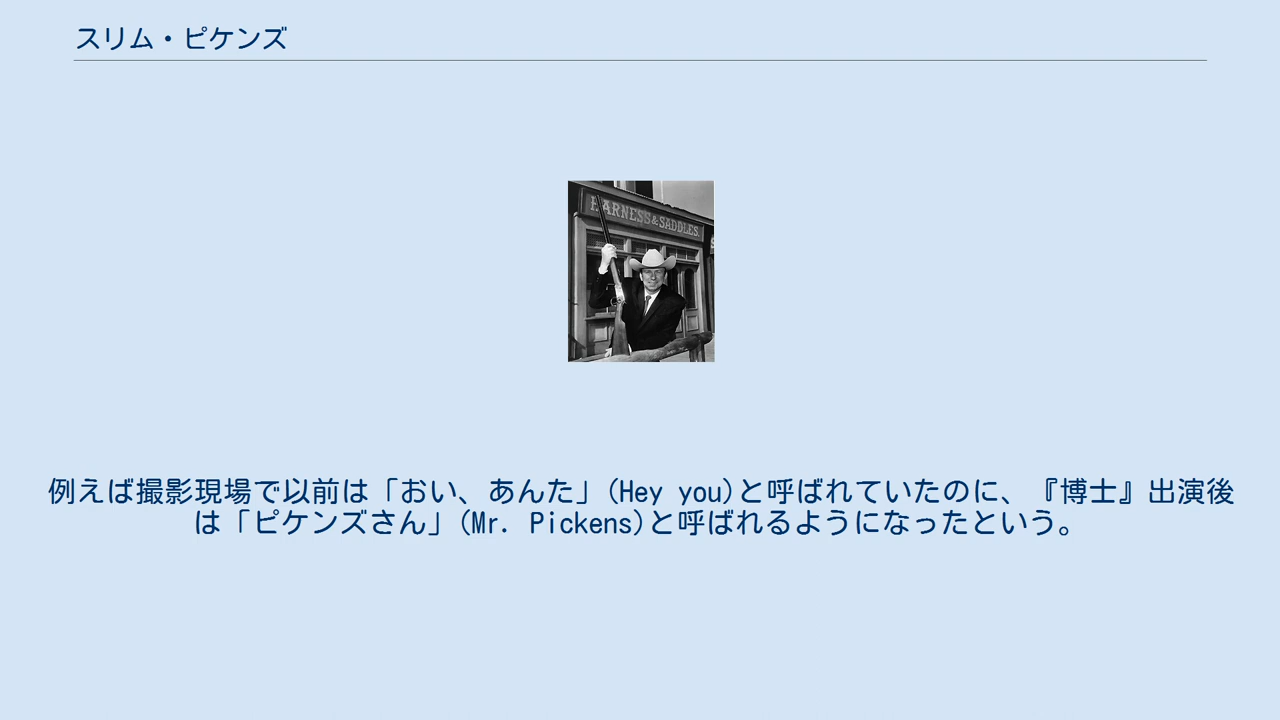 スリム・ピケンズ
HARNESS & SADDLES.
例えば撮影現場で以前は「おい、あんた」(Hey you)と呼ばれていたのに、『博士』出演後
は「ピケンズさん」(Mr. Pickens)と呼ばれるようになったという。